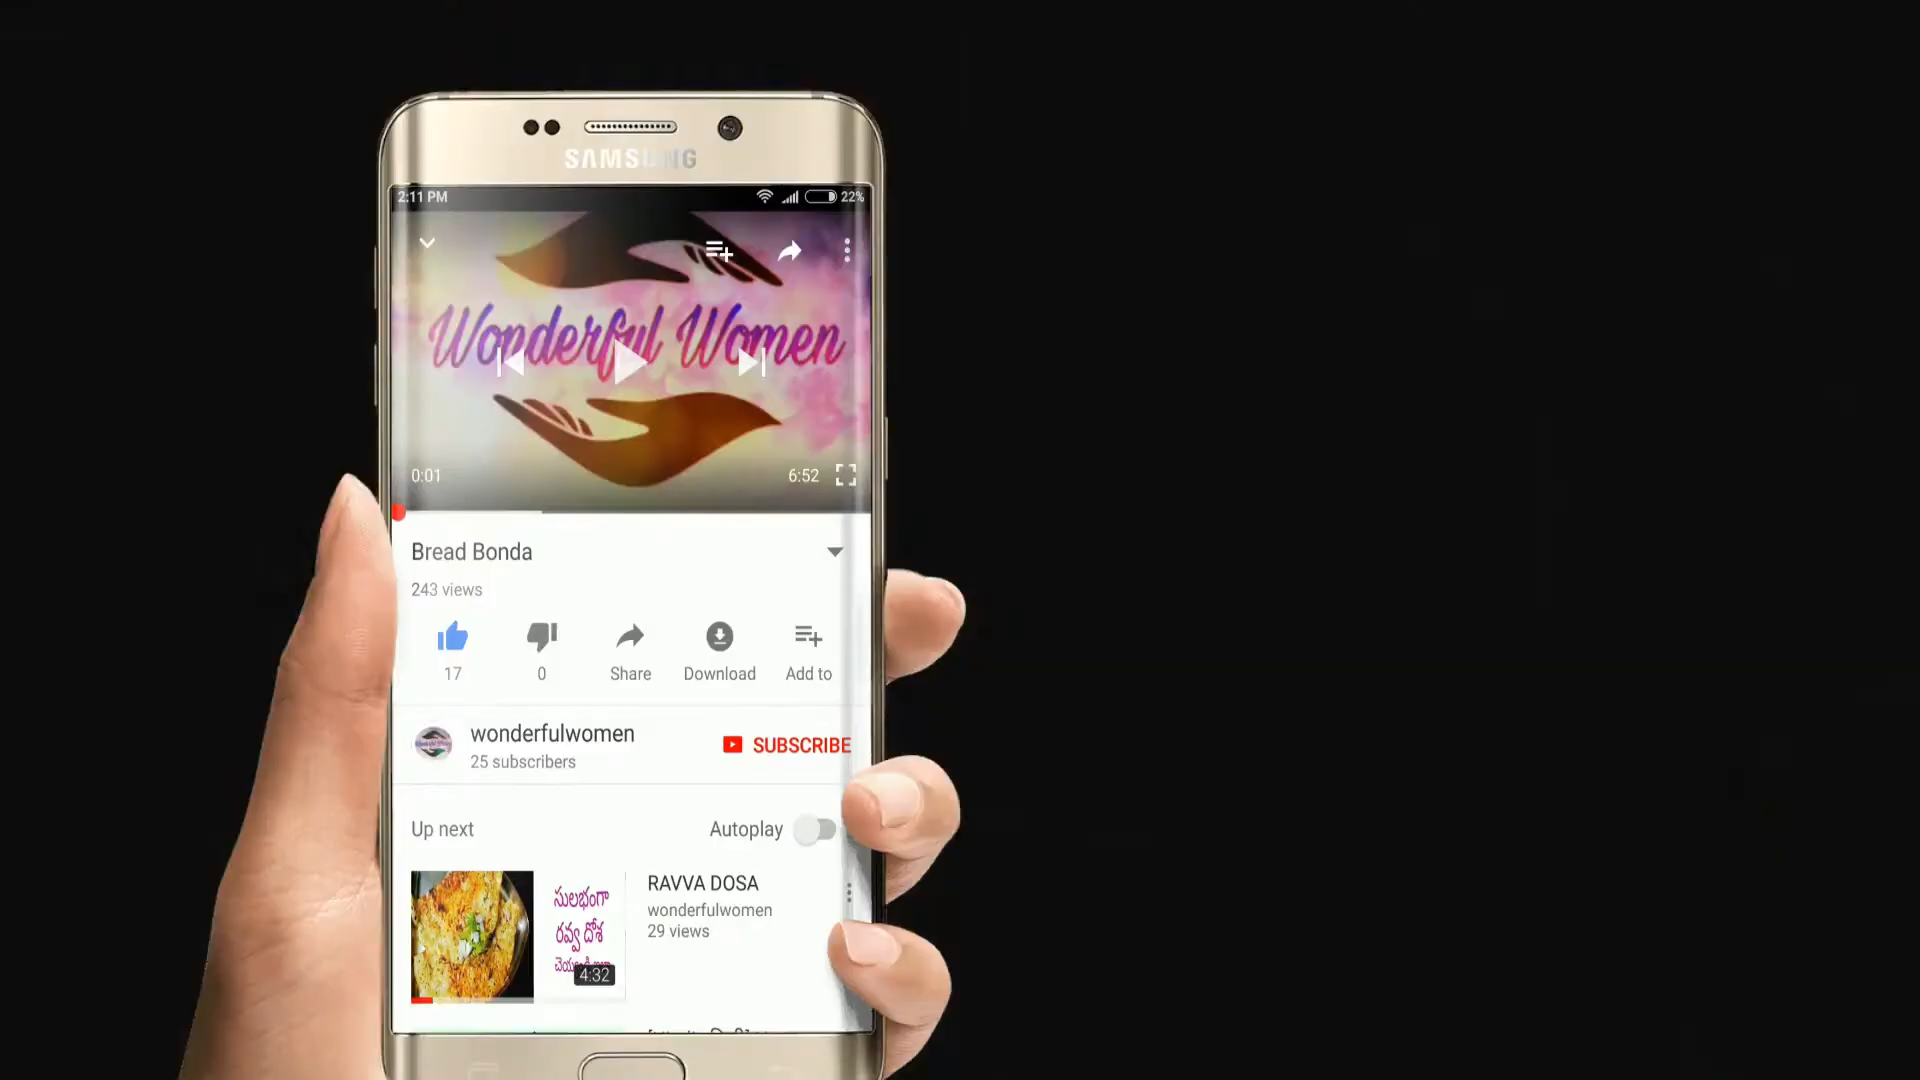 SAMSUNG
2:11 PM
22%
Wonderful Women
0:01
6:52
Bread Bonda
243 views
17
0
Share
Download
Add to
wonderfulwomen
25 subscribers
SUBSCRIBE
Up next
Autoplay
సులభంగా
రవ్వ దోశ
4:32
RAVVA DOSA
wonderfulwomen
29 views